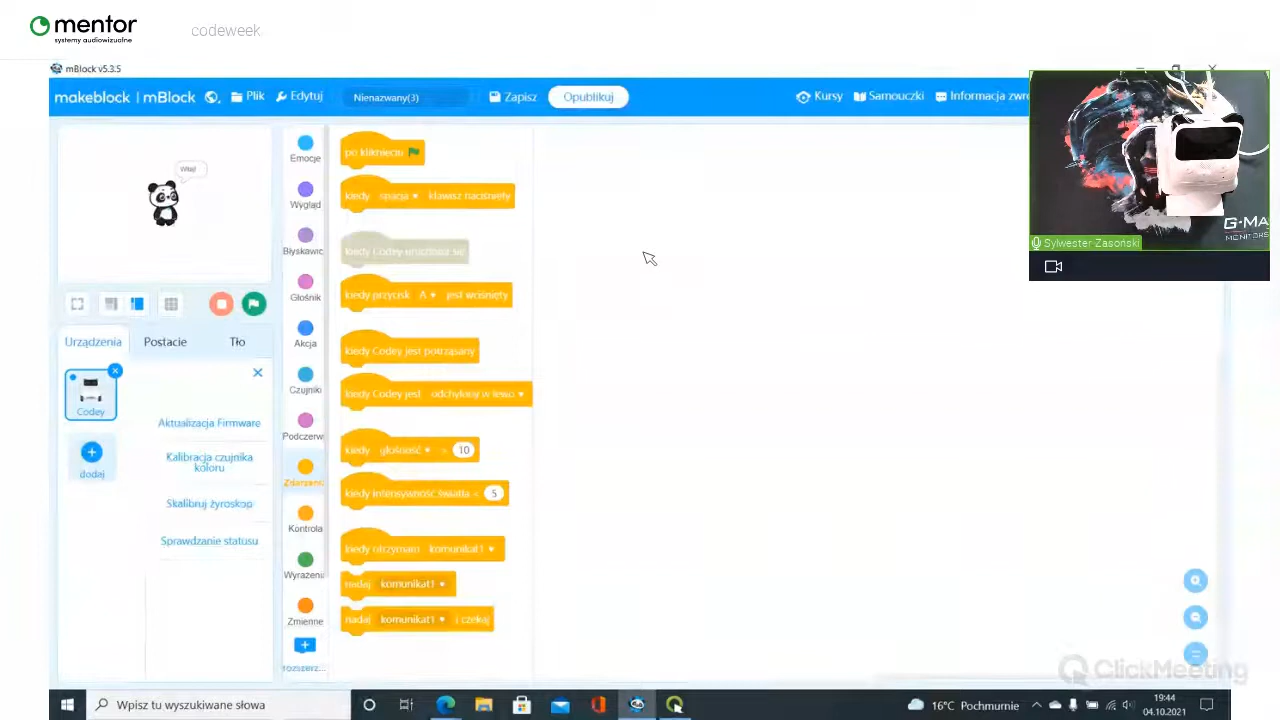 mentor
systemy audiowizualne
codeweek
mBlock v5.3.5
makeblock | mBlock Plik Edytuj Nienazwany(3) Zapisz Opublikuj Kursy Samouczki Informacja zwro
Witaj!
Urządzenia Postacie Tło
Codey
dodaj
Aktualizacja Firmware
Kalibracja czujnika
koloru
Skalibruj żyroskop
Sprawdzanie statusu
Emocje
Wygląd
Błyskawic
Głośnik
Akcja
Czujniki
Podczerw
Zdarzenia
Kontrola
Wyrażenia
Zmienne
rozszerz...
po kliknięciu
kiedy spacja klawisz naciśnięty
kiedy Codey uruchomi się
kiedy przycisk A jest wciśnięty
kiedy Codey jest potrząsany
kiedy Codey jest odchylony w lewo
kiedy głośność > 10
kiedy intensywność światła < 5
kiedy otrzymam komunikat1
nadaj komunikat1
nadaj komunikat1 i czekaj
Sylwester-Zasoński
G-MA
MONITORS
ClickMeeting
Wpisz tu wyszukiwane słowa
16°C Pochmurnie
19:44
04.10.2021